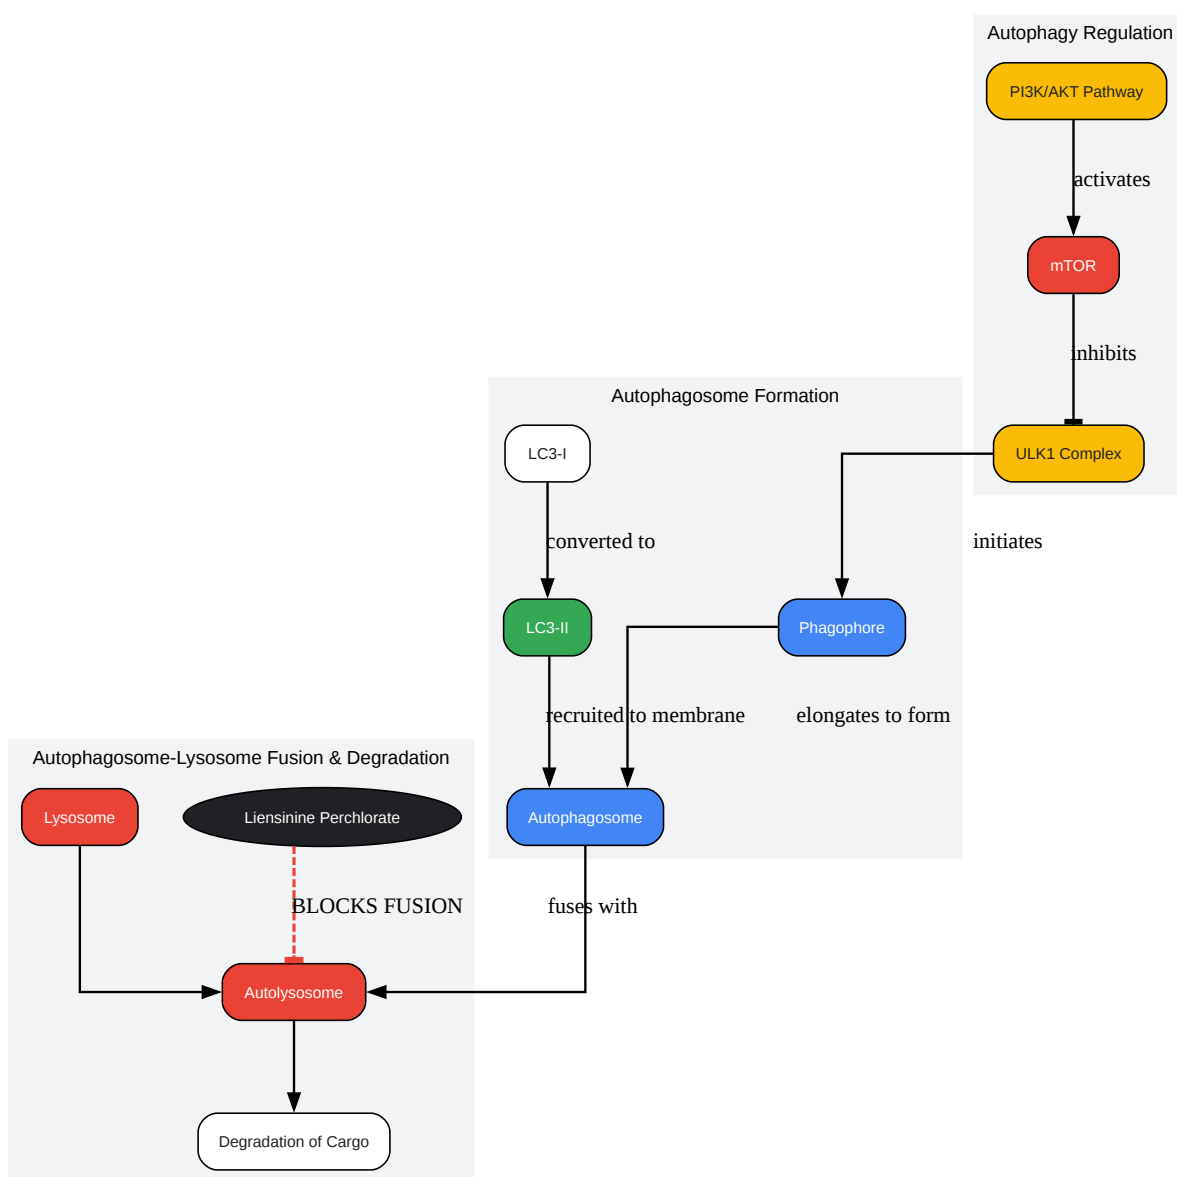 Autophagy Regulation
PI3K/AKT Pathway
activates
mTOR
inhibits
ULK1 Complex
initiates
Autophagosome Formation
LC3-I
converted to
LC3-II
Phagophore
recruited to membrane
elongates to form
Autophagosome
fuses with
Autophagosome-Lysosome Fusion & Degradation
Lysosome
Liensinine Perchlorate
BLOCKS FUSION
Autolysosome
Degradation of Cargo